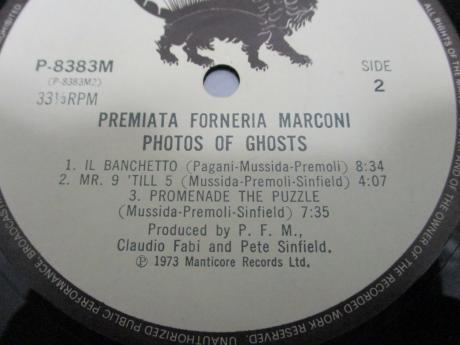 P-8383M
(P-8383M2)
33⅓RPM
SIDE
2
PREMIATA FORNERIA MARCONI
PHOTOS OF GHOSTS
1. IL BANCHETTO (Pagani-Mussida-Premoli) 8:34
2. MR. 9 'TILL 5 (Mussida-Premoli-Sinfield) 4:07
3. PROMENADE THE PUZZLE
(Mussida-Premoli-Sinfield) 7:35
Produced by P. F. M.,
Claudio Fabi and Pete Sinfield.
℗ 1973 Manticore Records Ltd.
ALL RIGHTS OF THE
AND OF THE OWNER OF THE RECORDED WORK RESERVED. UNAUTHORIZED PUBLIC PERFORMANCE, BROADCASTING